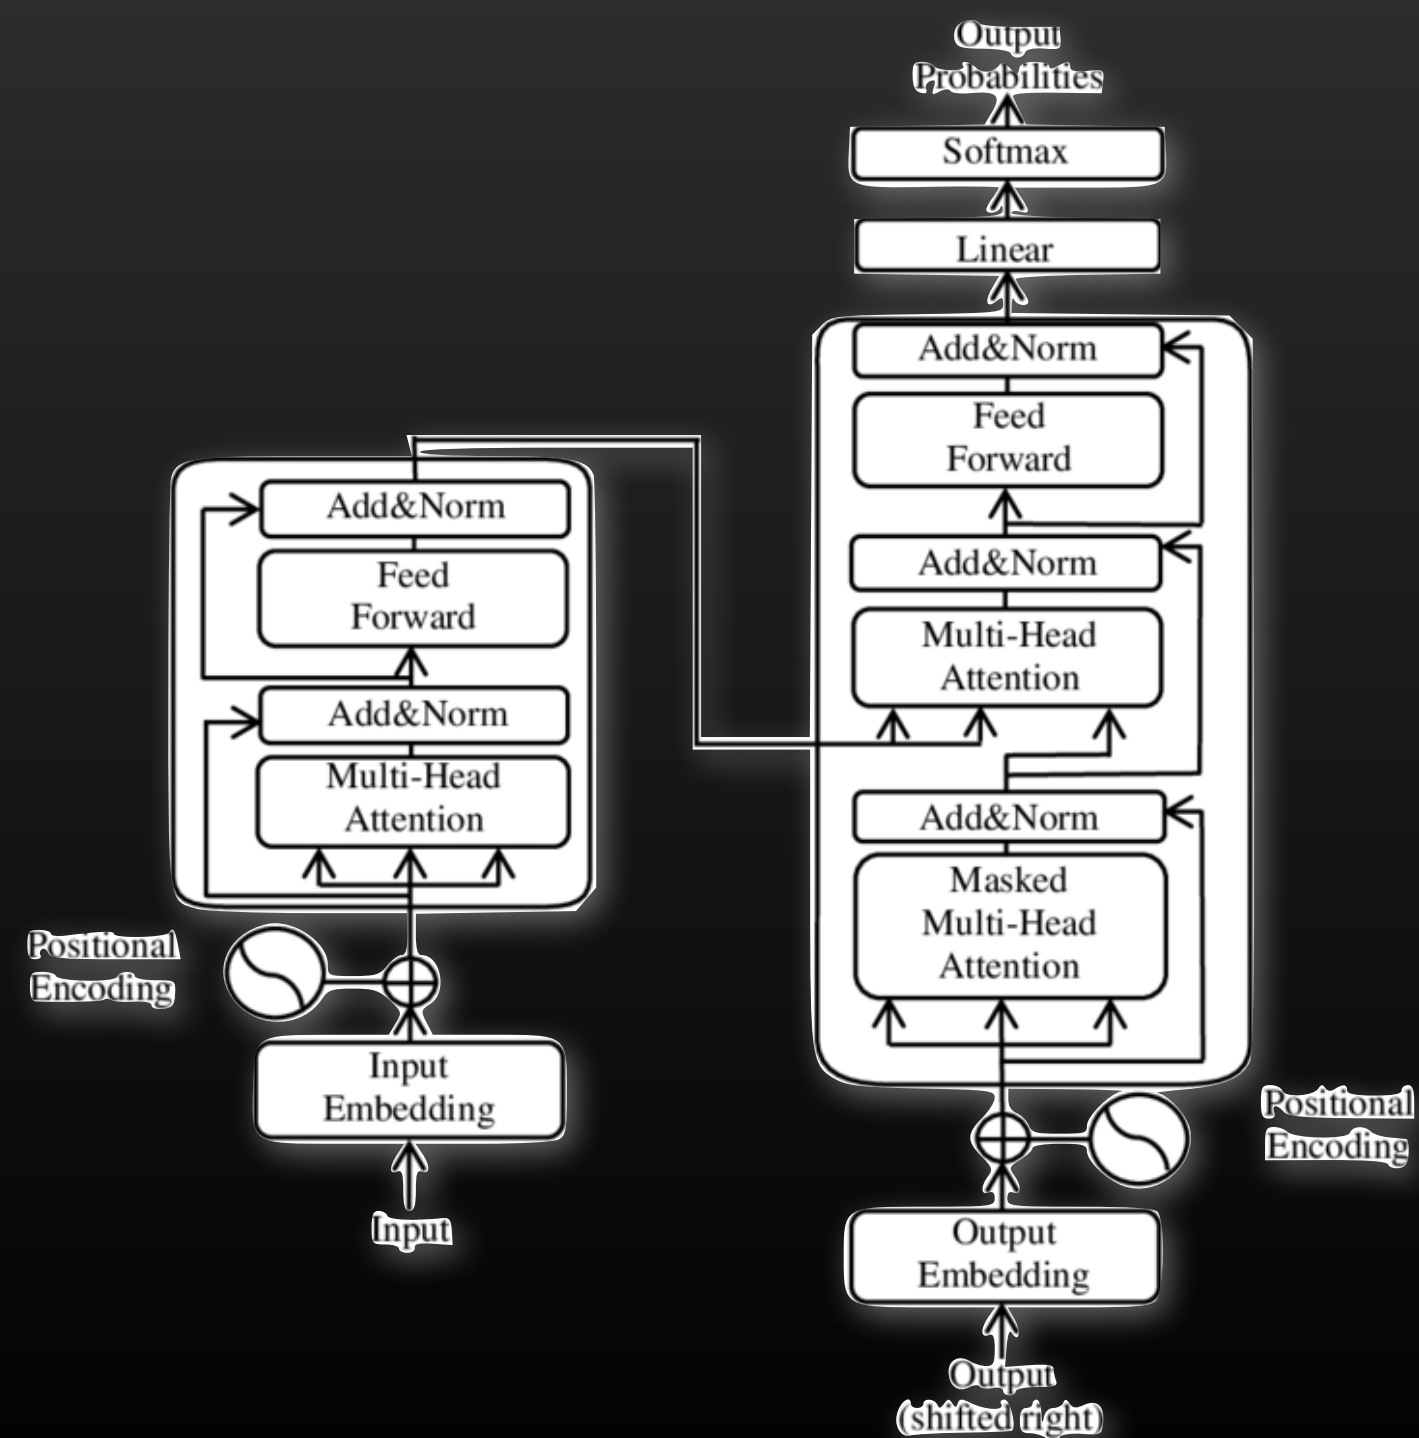 Output
Probabilities
Softmax
Linear
Add&Norm
Feed
Forward
Add&Norm
Multi-Head
Attention
Add&Norm
Masked
Multi-Head
Attention
Positional
Encoding
Output
Embedding
Output
(shifted right)
Add&Norm
Feed
Forward
Add&Norm
Multi-Head
Attention
Positional
Encoding
Input
Embedding
Input